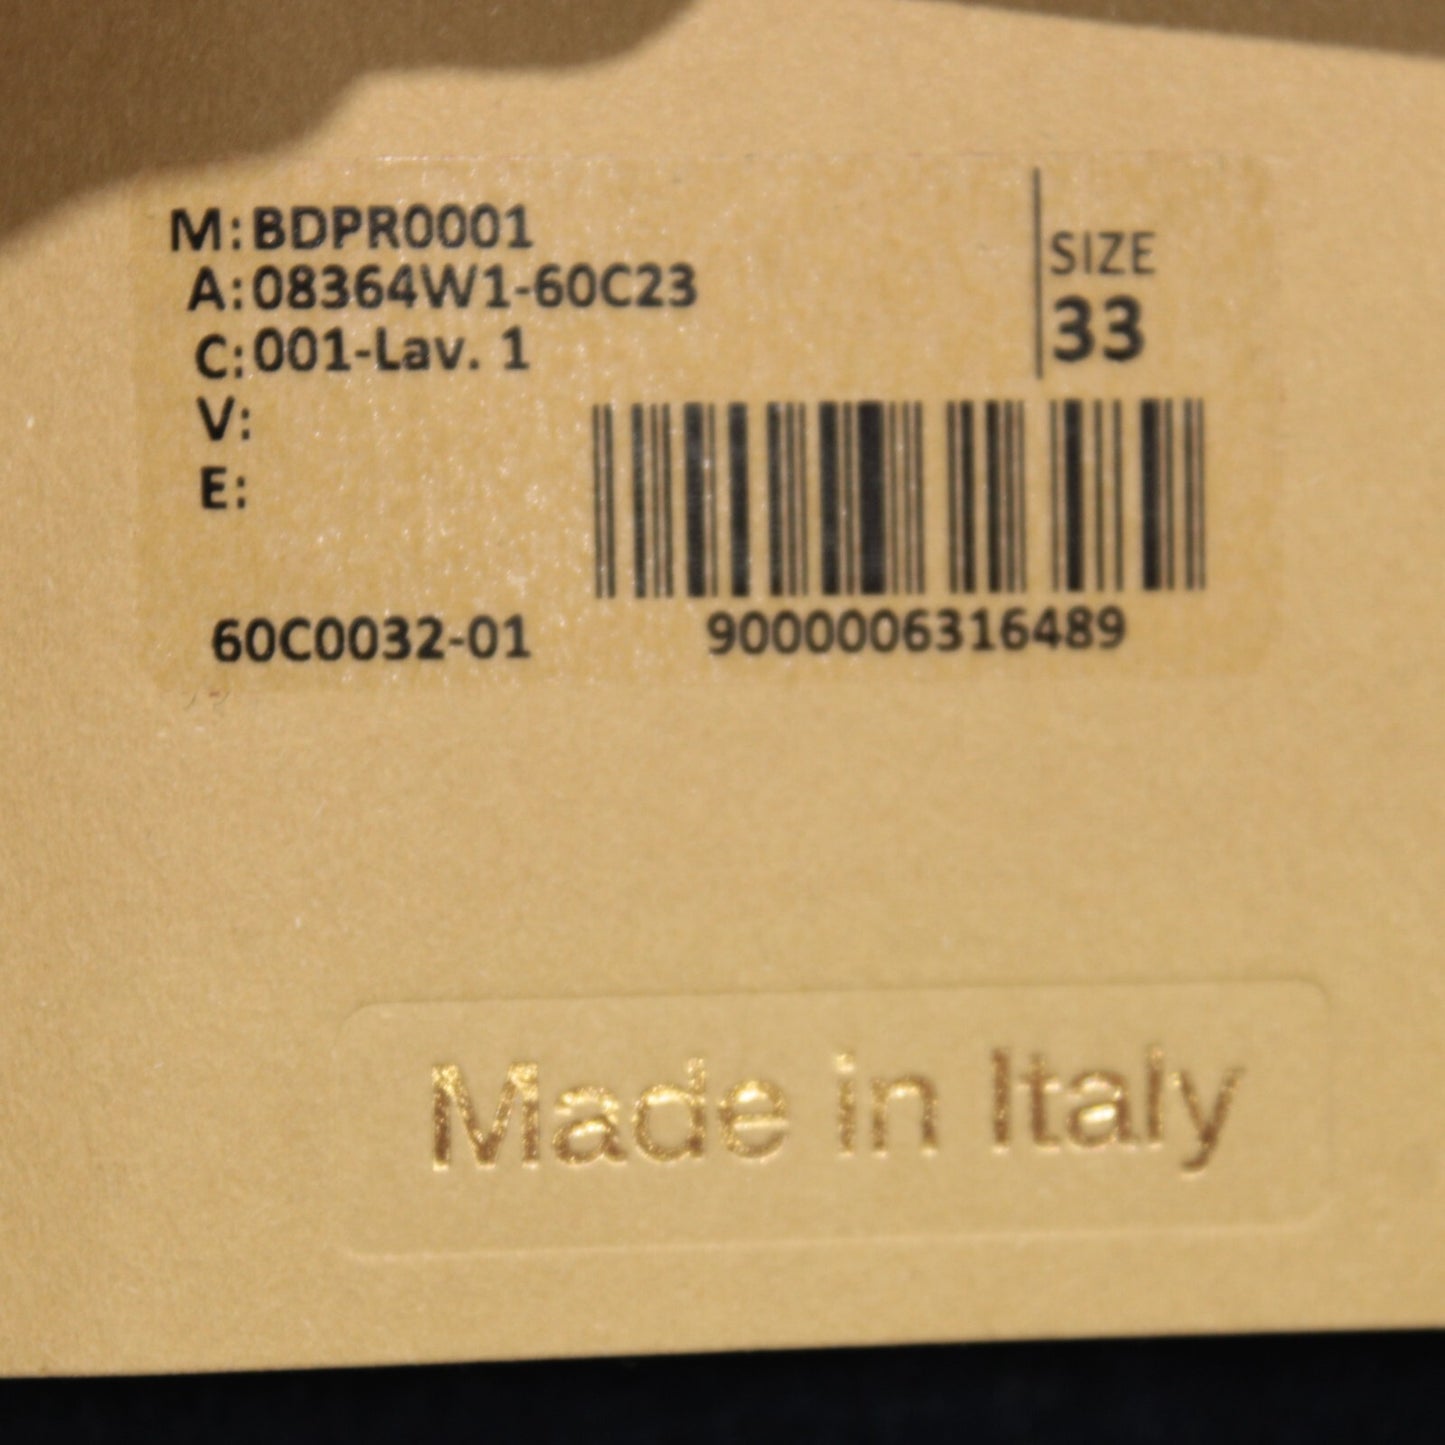 M: BDPR0001
A: 08364W1-60C23
C: 001-Lav. 1
V:
E:
SIZE
33
60C0032-01
9000006316489
Made in Italy